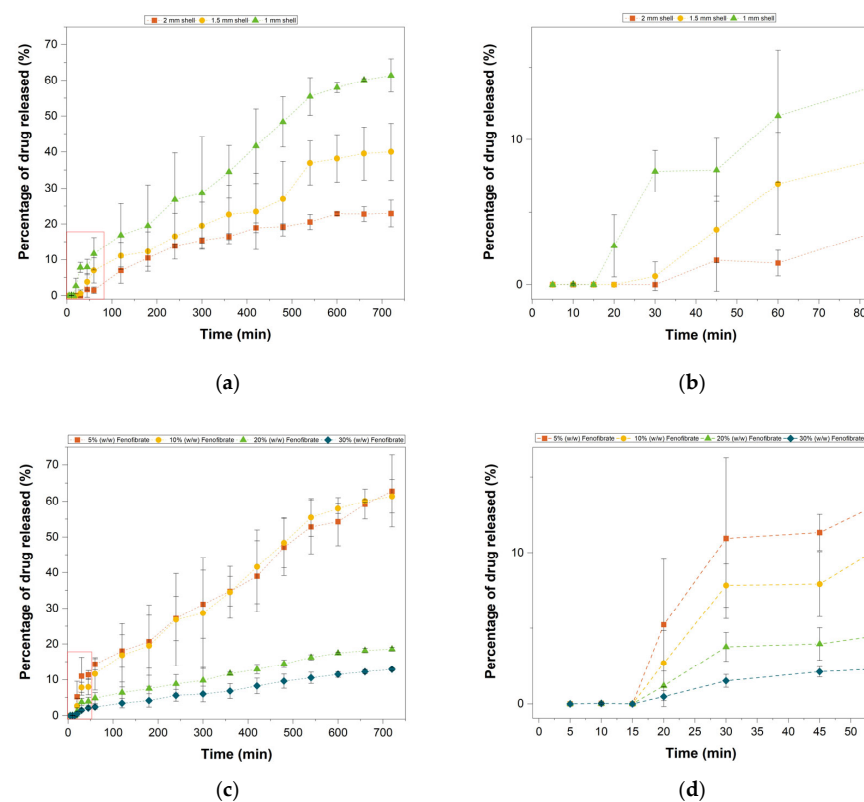 2 mm shell 1.5 mm shell 1 mm shell
Percentage of drug released (%)
70
60
50
40
30
20
10
0
0 100 200 300 400 500 600 700
Time (min)
(a)
2 mm shell 1.5 mm shell 1 mm shell
Percentage of drug released (%)
10
0
0 10 20 30 40 50 60 70 80
Time (min)
(b)
5% (w/w) Fenofibrate 10% (w/w) Fenofibrate 20% (w/w) Fenofibrate 30% (w/w) Fenofibrate
Percentage of drug released (%)
70
60
50
40
30
20
10
0
0 100 200 300 400 500 600 700
Time (min)
(c)
5% (w/w) Fenofibrate 10% (w/w) Fenofibrate 20% (w/w) Fenofibrate 30% (w/w) Fenofibrate
Percentage of drug released (%)
10
0
0 5 10 15 20 25 30 35 40 45 50
Time (min)
(d)